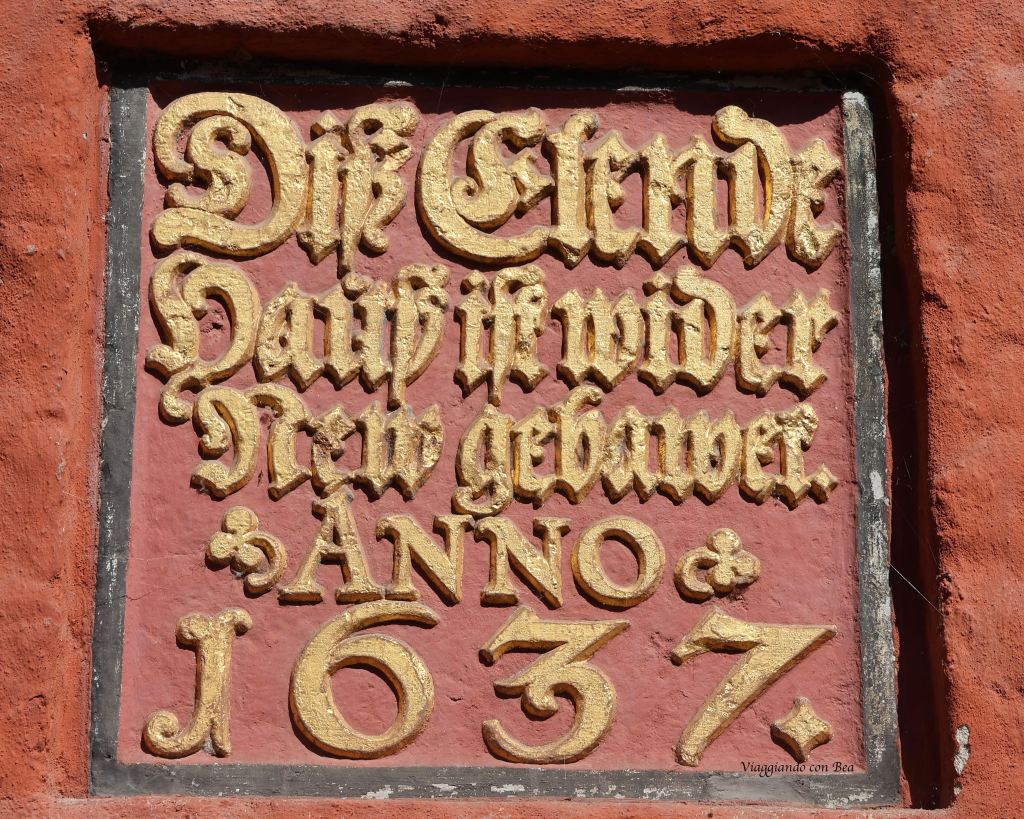 Diß Elende
Hauß ist wider
New gebawet.
ANNO
1637.
Viaggiando con Bea